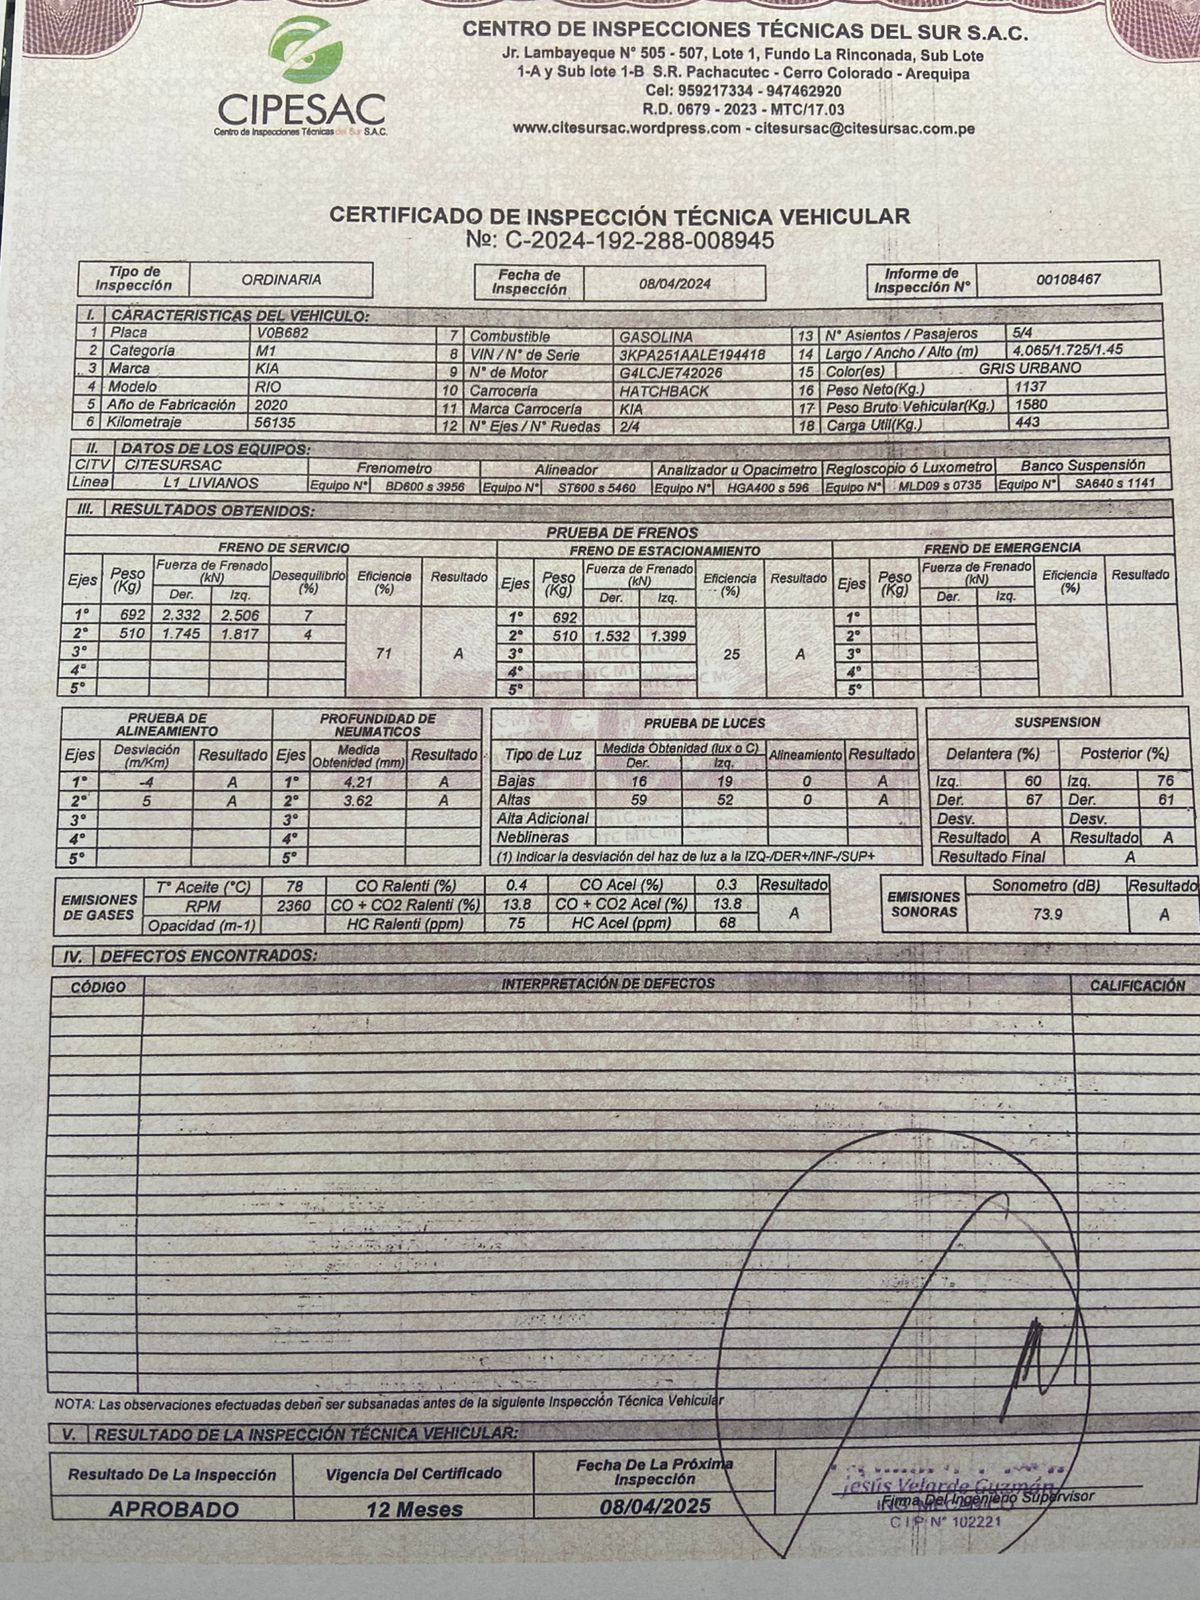 CIPESAC
Centro de Inspecciones Técnicas del Sur S.A.C.
CENTRO DE INSPECCIONES TÉCNICAS DEL SUR S.A.C.
Jr. Lambayeque N° 505 - 507, Lote 1, Fundo La Rinconada, Sub Lote
1-A y Sub lote 1-B S.R. Pachacutec - Cerro Colorado - Arequipa
Cel: 959217334 - 947462920
R.D. 0679 - 2023 - MTC/17.03
www.citesursac.wordpress.com - citesursac@citesursac.com.pe
CERTIFICADO DE INSPECCIÓN TÉCNICA VEHICULAR
Nº: C-2024-192-288-008945
Tipo de Inspección ORDINARIA Fecha de Inspección 08/04/2024 Informe de Inspección N° 00108467
I. CARACTERISTICAS DEL VEHICULO:
1 Placa V0B682 7 Combustible GASOLINA 13 N° Asientos / Pasajeros 5/4
2 Categoría M1 8 VIN / N° de Serie 3KPA251AALE194418 14 Largo / Ancho / Alto (m) 4.065/1.725/1.45
3 Marca KIA 9 N° de Motor G4LCJE742026 15 Color(es) GRIS URBANO
4 Modelo RIO 10 Carrocería HATCHBACK 16 Peso Neto(Kg.) 1137
5 Año de Fabricación 2020 11 Marca Carrocería KIA 17 Peso Bruto Vehicular(Kg.) 1580
6 Kilometraje 56135 12 N° Ejes / N° Ruedas 2/4 18 Carga Util(Kg.) 443
II. DATOS DE LOS EQUIPOS:
CITV CITESURSAC Frenometro Alineador Analizador u Opacimetro Regloscopio ó Luxometro Banco Suspensión
Línea L1_LIVIANOS Equipo N° BD600 s 3956 Equipo N° ST600 s 5460 Equipo N° HGA400 s 596 Equipo N° MLD09 s 0735 Equipo N° SA640 s 1141
III. RESULTADOS OBTENIDOS:
PRUEBA DE FRENOS
FRENO DE SERVICIO FRENO DE ESTACIONAMIENTO FRENO DE EMERGENCIA
Ejes Peso (Kg) Fuerza de Frenado (kN) Der. Izq. Desequilibrio (%) Eficiencia (%) Resultado Ejes Peso (Kg) Fuerza de Frenado (kN) Der. Izq. Eficiencia (%) Resultado Ejes Peso (Kg) Fuerza de Frenado (kN) Der. Izq. Eficiencia (%) Resultado
1° 692 2.332 2.506 7 1° 692 1°
2° 510 1.745 1.817 4 2° 510 1.532 1.399 2°
3° 71 A 3° 25 A 3°
4° 4° 4°
5° 5° 5°
PRUEBA DE ALINEAMIENTO PROFUNDIDAD DE NEUMATICOS PRUEBA DE LUCES SUSPENSION
Ejes Desviación (m/Km) Resultado Ejes Medida Obtenida (mm) Resultado Tipo de Luz Medida Obtenida (lux o C) Der. Izq. Alineamiento Resultado Delantera (%) Posterior (%)
1° -4 A 1° 4.21 A Bajas 16 19 0 A Izq. 60 Izq. 76
2° 5 A 2° 3.62 A Altas 59 52 0 A Der. 67 Der. 61
3° 3° Alta Adicional Desv. Desv.
4° 4° Neblineras Resultado A Resultado A
5° 5° (1) Indicar la desviación del haz de luz a la IZQ-/DER+/INF-/SUP+ Resultado Final A
EMISIONES DE GASES T° Aceite (°C) 78 CO Ralenti (%) 0.4 CO Acel (%) 0.3 Resultado EMISIONES SONORAS Sonometro (dB) Resultado
RPM 2360 CO + CO2 Ralenti (%) 13.8 CO + CO2 Acel (%) 13.8 A 73.9 A
Opacidad (m-1) HC Ralenti (ppm) 75 HC Acel (ppm) 68
IV. DEFECTOS ENCONTRADOS:
CÓDIGO INTERPRETACIÓN DE DEFECTOS CALIFICACIÓN
NOTA: Las observaciones efectuadas deben ser subsanadas antes de la siguiente Inspección Técnica Vehicular
V. RESULTADO DE LA INSPECCIÓN TÉCNICA VEHICULAR:
Resultado De La Inspección Vigencia Del Certificado Fecha De La Próxima Inspección
APROBADO 12 Meses 08/04/2025
Jesús Velarde Guzmán
Firma Del Ingeniero Supervisor
C I P N° 102221